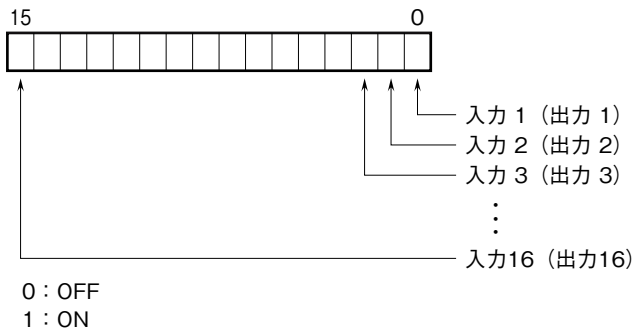 15 0
入力 1（出力 1）
入力 2（出力 2）
入力 3（出力 3）
⋮
入力16（出力16）
0：OFF
1：ON